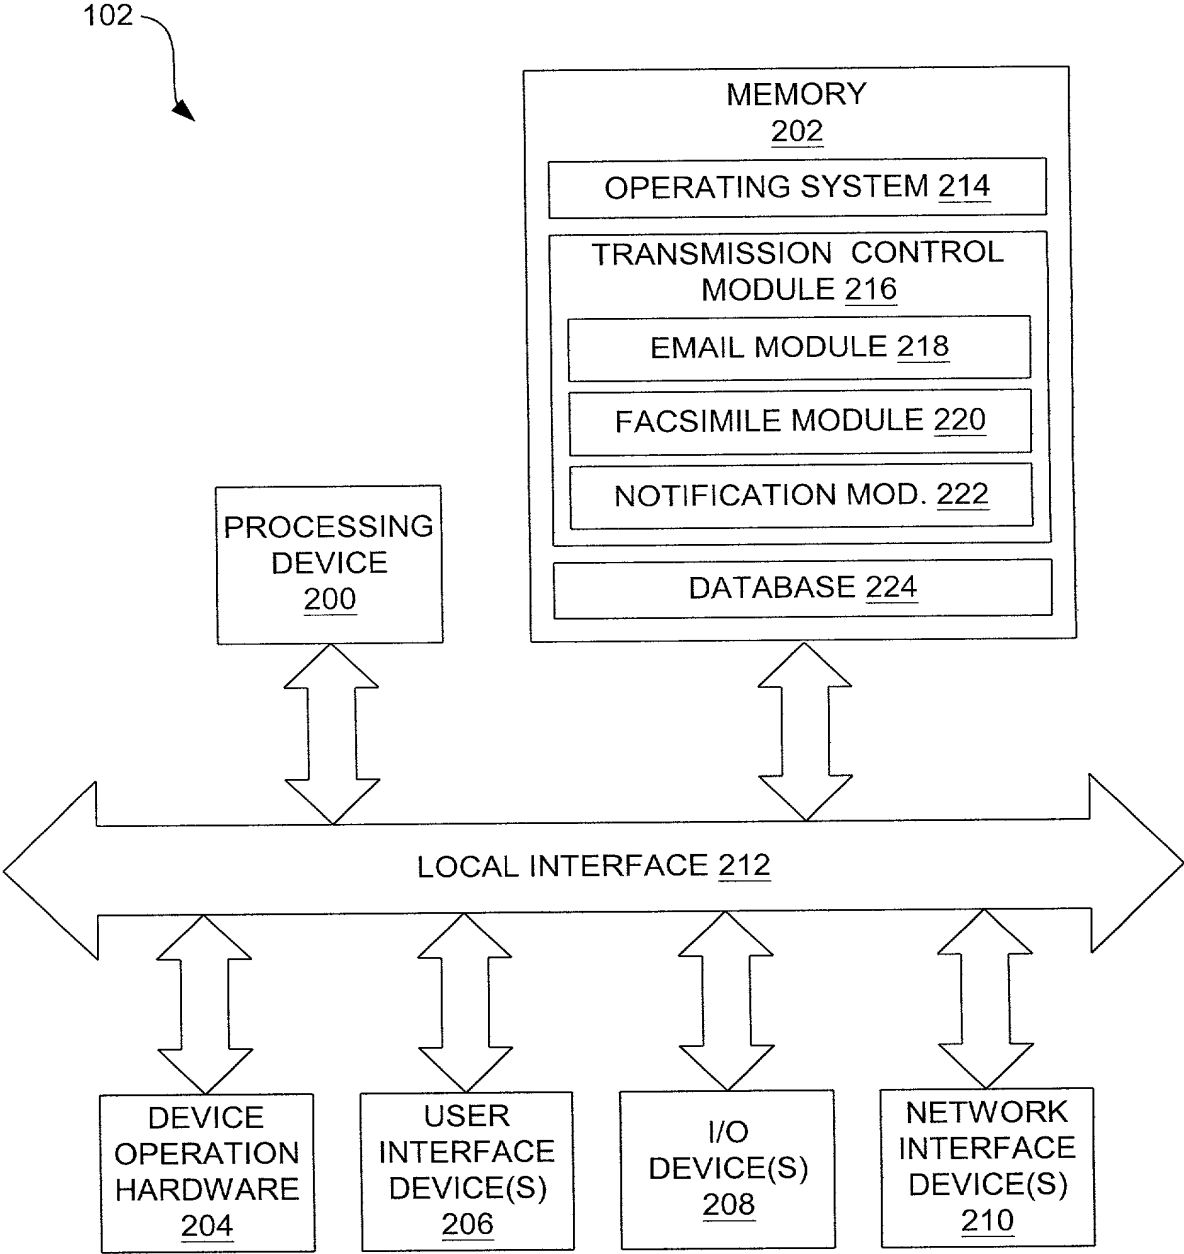 102
MEMORY
202
OPERATING SYSTEM 214
TRANSMISSION CONTROL
MODULE 216
EMAIL MODULE 218
FACSIMILE MODULE 220
NOTIFICATION MOD. 222
DATABASE 224
PROCESSING
DEVICE
200
LOCAL INTERFACE 212
DEVICE
OPERATION
HARDWARE
204
USER
INTERFACE
DEVICE(S)
206
I/O
DEVICE(S)
208
NETWORK
INTERFACE
DEVICE(S)
210